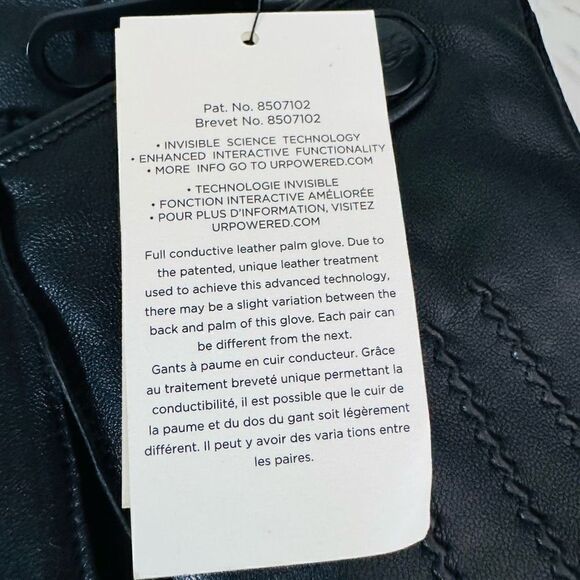 Pat. No. 8507102
Brevet No. 8507102
• INVISIBLE SCIENCE TECHNOLOGY
• ENHANCED INTERACTIVE FUNCTIONALITY
• MORE INFO GO TO URPOWERED.COM
• TECHNOLOGIE INVISIBLE
• FONCTION INTERACTIVE AMÉLIORÉE
• POUR PLUS D'INFORMATION, VISITEZ
URPOWERED.COM
Full conductive leather palm glove. Due to
the patented, unique leather treatment
used to achieve this advanced technology,
there may be a slight variation between the
back and palm of this glove. Each pair can
be different from the next.
Gants à paume en cuir conducteur. Grâce
au traitement breveté unique permettant la
conductibilité, il est possible que le cuir de
la paume et du dos du gant soit légèrement
différent. Il peut y avoir des varia tions entre
les paires.